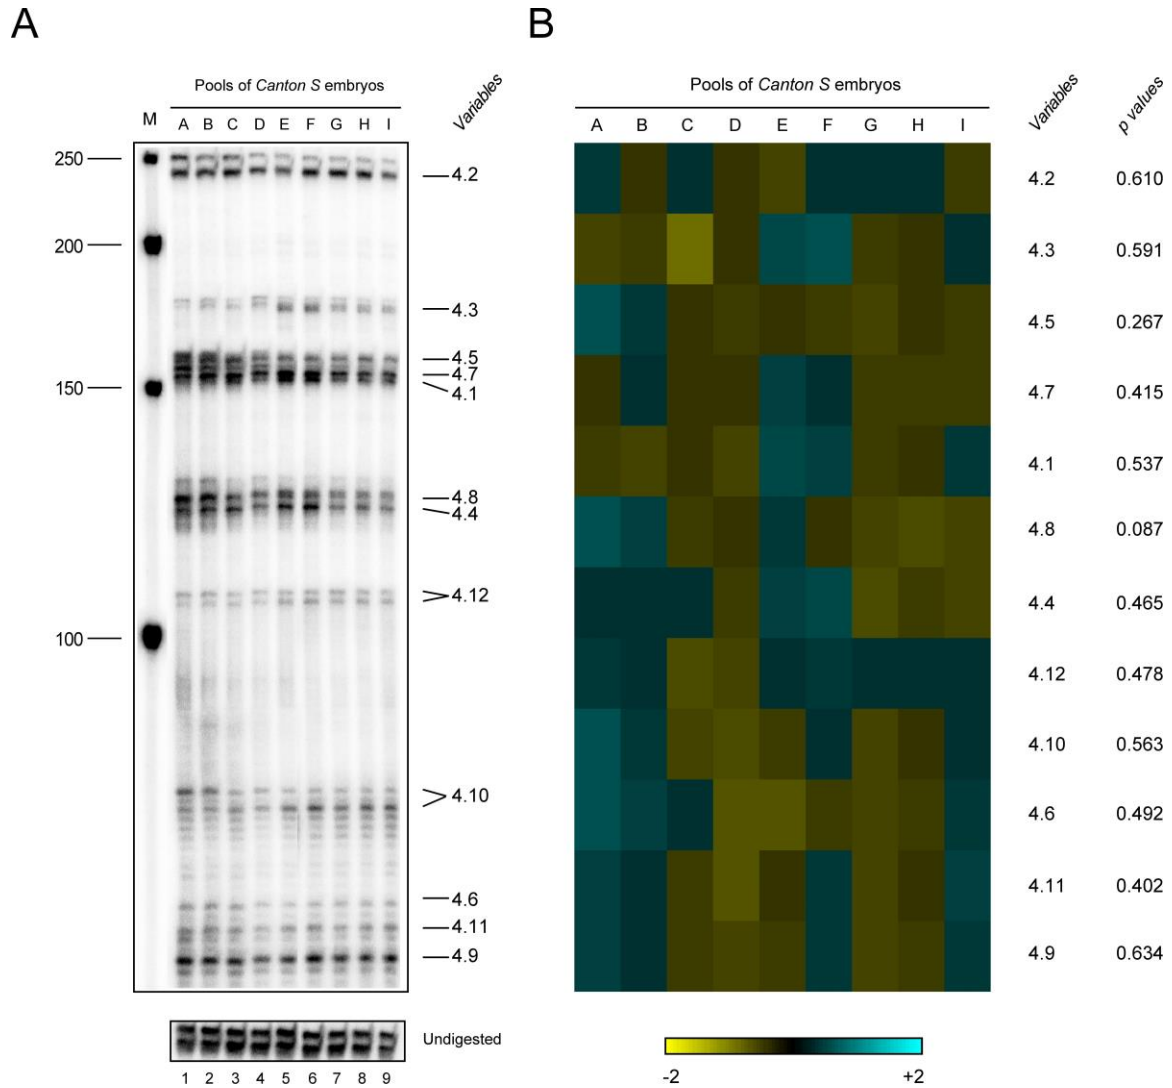 A
Pools of Canton S embryos
Variables
M A B C D E F G H I
250
4.2
200
4.3
4.5
4.7
150
4.1
4.8
4.4
4.12
100
4.10
4.6
4.11
4.9
Undigested
1 2 3 4 5 6 7 8 9
B
Pools of Canton S embryos
Variables
p values
A B C D E F G H I
4.2 0.610
4.3 0.591
4.5 0.267
4.7 0.415
4.1 0.537
4.8 0.087
4.4 0.465
4.12 0.478
4.10 0.563
4.6 0.492
4.11 0.402
4.9 0.634
-2 +2